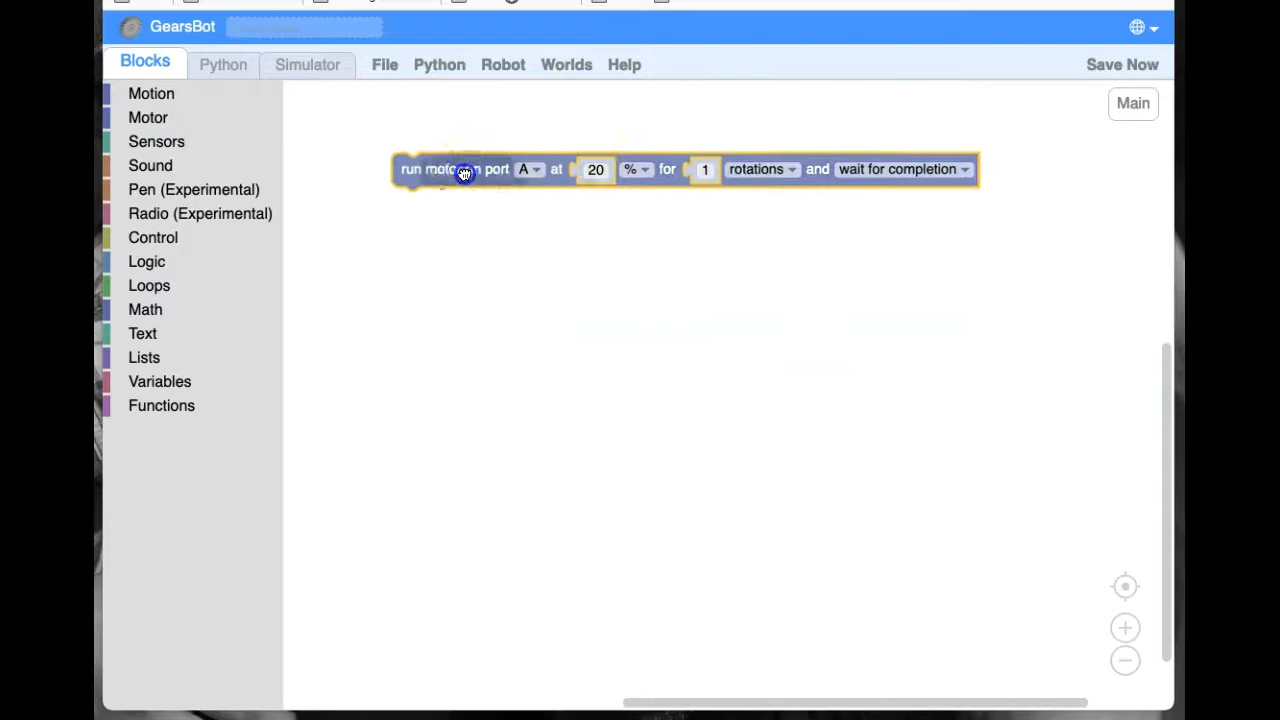 GearsBot
Blocks Python Simulator File Python Robot Worlds Help Save Now
Motion
Main
Motor
Sensors
run motor on port A at 20 % for 1 rotations and wait for completion
Sound
Pen (Experimental)
Radio (Experimental)
Control
Logic
Loops
Math
Text
Lists
Variables
Functions